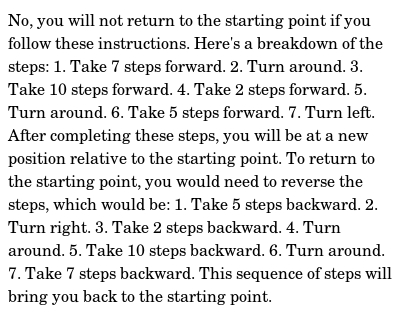 No, you will not return to the starting point if you
follow these instructions. Here's a breakdown of the
steps: 1. Take 7 steps forward. 2. Turn around. 3.
Take 10 steps forward. 4. Take 2 steps forward. 5.
Turn around. 6. Take 5 steps forward. 7. Turn left.
After completing these steps, you will be at a new
position relative to the starting point. To return to
the starting point, you would need to reverse the
steps, which would be: 1. Take 5 steps backward. 2.
Turn right. 3. Take 2 steps backward. 4. Turn
around. 5. Take 10 steps backward. 6. Turn around.
7. Take 7 steps backward. This sequence of steps will
bring you back to the starting point.